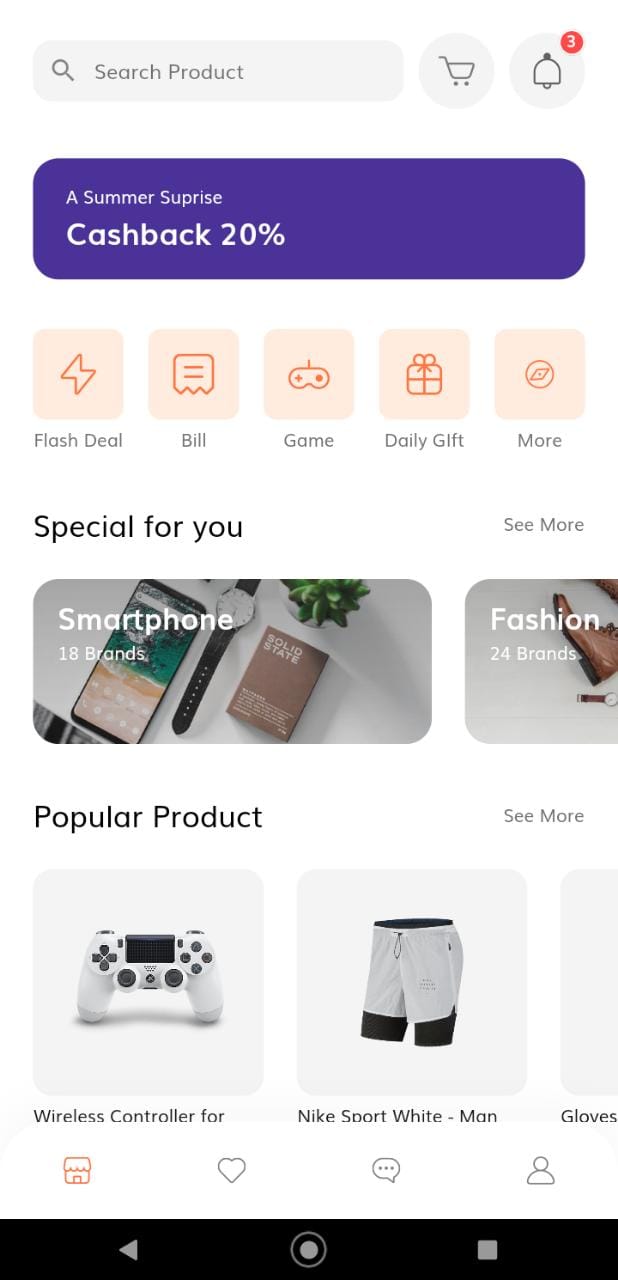 Search Product
3
A Summer Suprise
Cashback 20%
Flash Deal
Bill
Game
Daily GIft
More
Special for you
See More
Smartphone
18 Brands
SOLID
STATE
Fashion
24 Brands
Popular Product
See More
Wireless Controller for
Nike Sport White - Man
Gloves